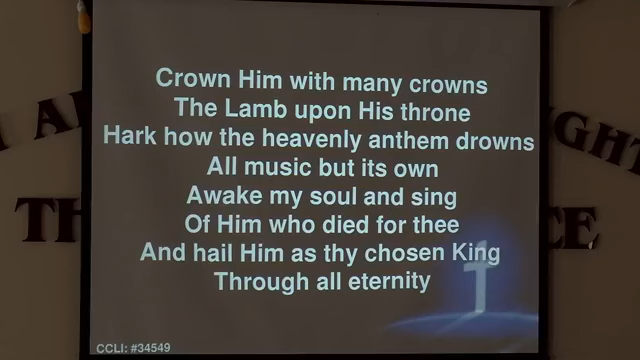 Crown Him with many crowns
The Lamb upon His throne
Hark how the heavenly anthem drowns
All music but its own
Awake my soul and sing
Of Him who died for thee
And hail Him as thy chosen King
Through all eternity
CCLI: #34549